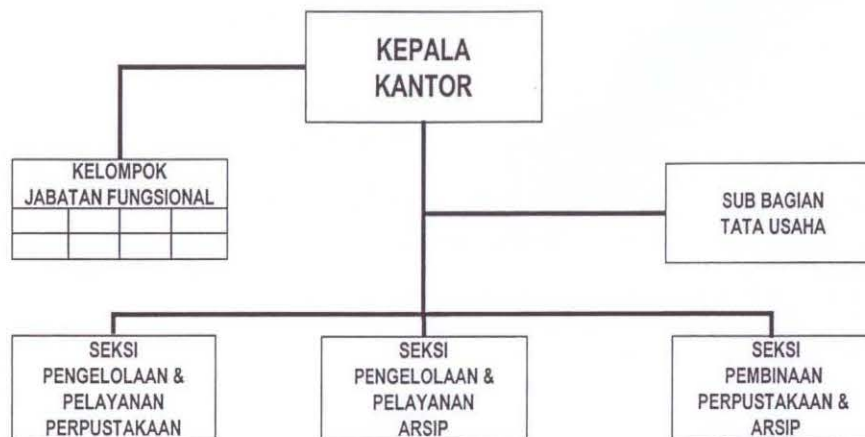 KEPALA
KANTOR
KELOMPOK
JABATAN FUNGSIONAL
SUB BAGIAN
TATA USAHA
SEKSI
PENGELOLAAN &
PELAYANAN
PERPUSTAKAAN
SEKSI
PENGELOLAAN &
PELAYANAN
ARSIP
SEKSI
PEMBINAAN
PERPUSTAKAAN &
ARSIP